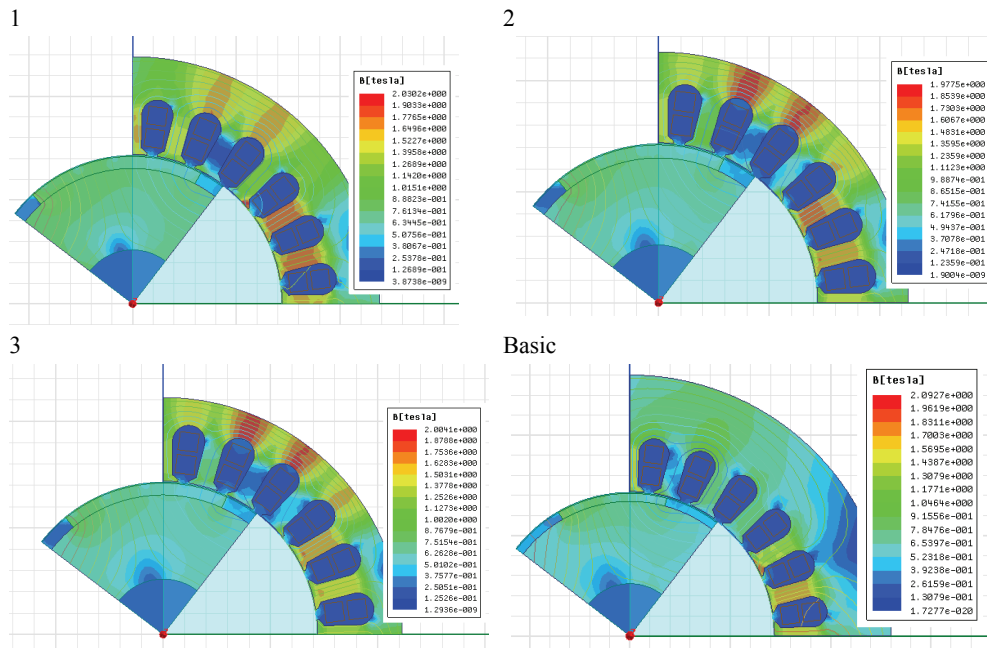 1
B[tesla]
2.0302e+000
1.9033e+000
1.7765e+000
1.6496e+000
1.5227e+000
1.3958e+000
1.2689e+000
1.1420e+000
1.0151e+000
8.8823e-001
7.6134e-001
6.3445e-001
5.0756e-001
3.8067e-001
2.5378e-001
1.2689e-001
3.8738e-009
2
B[tesla]
1.9775e+000
1.8539e+000
1.7303e+000
1.6067e+000
1.4831e+000
1.3595e+000
1.2359e+000
1.1123e+000
9.8874e-001
8.6515e-001
7.4155e-001
6.1796e-001
4.9437e-001
3.7078e-001
2.4718e-001
1.2359e-001
1.9004e-009
3
B[tesla]
2.0041e+000
1.8788e+000
1.7536e+000
1.6283e+000
1.5031e+000
1.3778e+000
1.2526e+000
1.1273e+000
1.0020e+000
8.7679e-001
7.5154e-001
6.2628e-001
5.0102e-001
3.7577e-001
2.5051e-001
1.2526e-001
1.2936e-009
Basic
B[tesla]
2.0927e+000
1.9619e+000
1.8311e+000
1.7003e+000
1.5695e+000
1.4387e+000
1.3079e+000
1.1771e+000
1.0464e+000
9.1556e-001
7.8476e-001
6.5397e-001
5.2318e-001
3.9238e-001
2.6159e-001
1.3079e-001
1.7277e-020